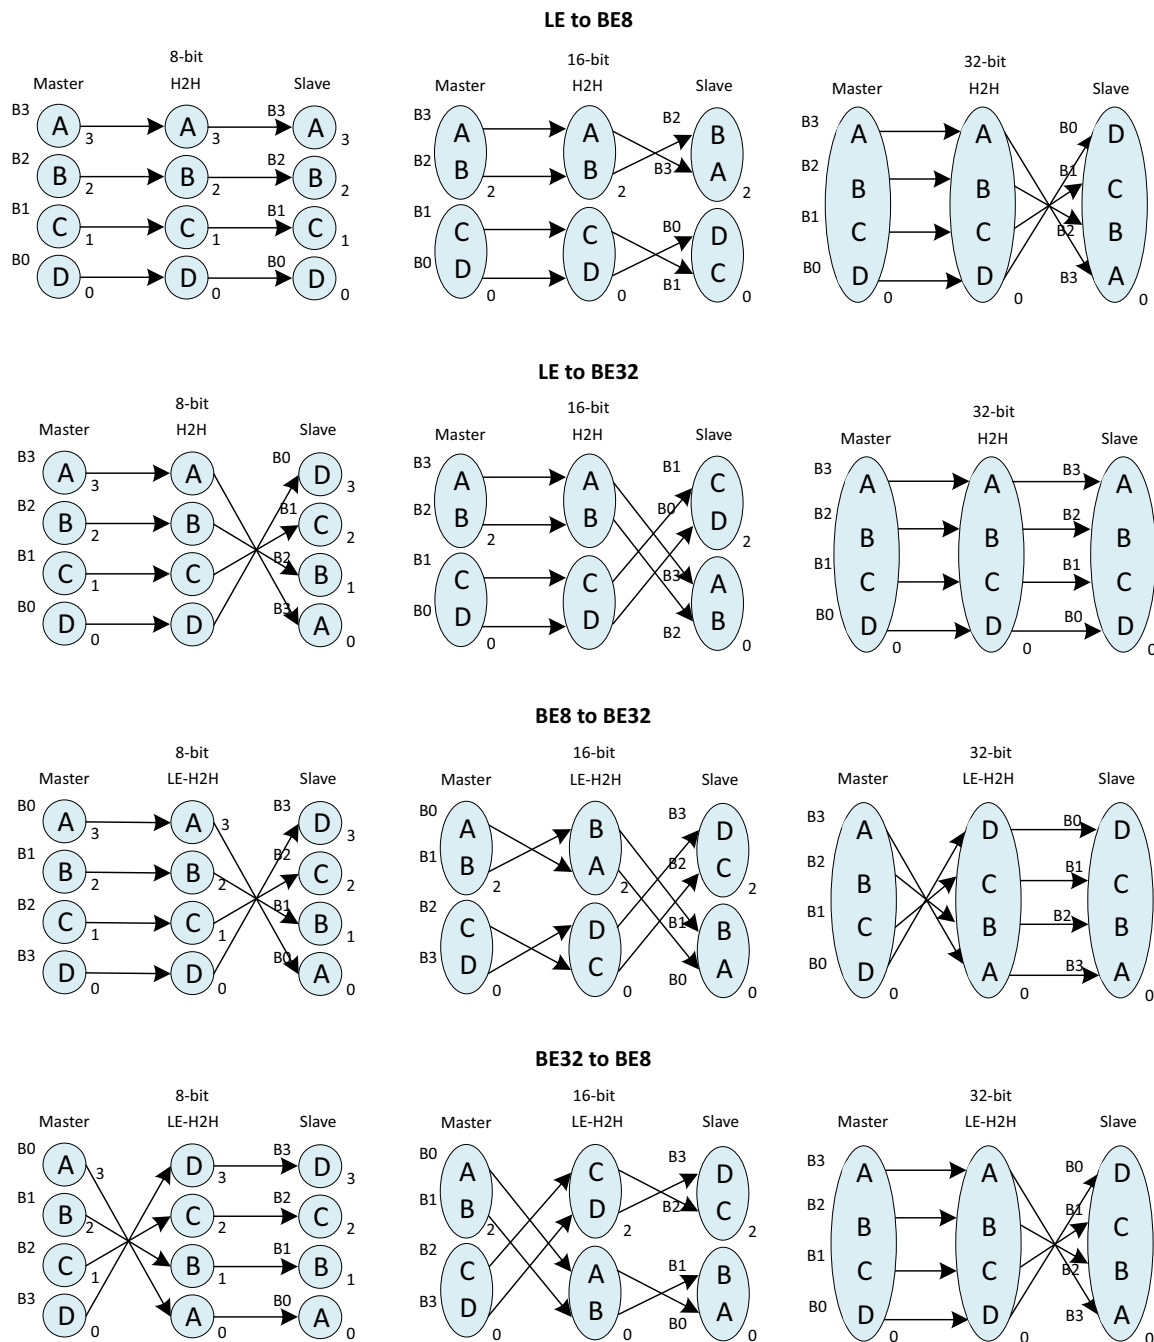 LE to BE8
8-bit 16-bit 32-bit
Master H2H Slave Master H2H Slave Master H2H Slave
B3 A 3 A 3 B3 A 3
B2 B 2 B 2 B2 B 2
B1 C 1 C 1 B1 C 1
B0 D 0 D 0 B0 D 0
B3 A A B2 B
B2 B 2 B 2 B3 A 2
B1 C C B0 D
B0 D 0 D 0 B1 C 0
B3 A A B0 D
B2 B B B1 C
B1 C C B2 B
B0 D 0 D 0 B3 A 0
LE to BE32
8-bit 16-bit 32-bit
Master H2H Slave Master H2H Slave Master H2H Slave
B3 A 3 A B0 D 3
B2 B 2 B B1 C 2
B1 C 1 C B2 B 1
B0 D 0 D B3 A 0
B3 A A B1 C
B2 B 2 B B0 D 2
B1 C C B3 A
B0 D 0 D B2 B 0
B3 A A B3 A
B2 B B B2 B
B1 C C B1 C
B0 D 0 D 0 B0 D 0
BE8 to BE32
8-bit 16-bit 32-bit
Master LE-H2H Slave Master LE-H2H Slave Master LE-H2H Slave
B0 A 3 A 3 B3 D 3
B1 B 2 B 2 B2 C 2
B2 C 1 C 1 B1 B 1
B3 D 0 D 0 B0 A 0
B0 A B B3 D
B1 B 2 A 2 B2 C 2
B2 C D B1 B
B3 D 0 C 0 B0 A 0
B3 A D B0 D
B2 B C B1 C
B1 C B B2 B
B0 D 0 A 0 B3 A 0
BE32 to BE8
8-bit 16-bit 32-bit
Master LE-H2H Slave Master LE-H2H Slave Master LE-H2H Slave
B0 A 3 D 3 B3 D 3
B1 B 2 C 2 B2 C 2
B2 C 1 B 1 B1 B 1
B3 D 0 A 0 B0 A 0
B0 A C B3 D
B1 B 2 D 2 B2 C 2
B2 C A B1 B
B3 D 0 B 0 B0 A 0
B3 A A B0 D
B2 B B B1 C
B1 C C B2 B
B0 D 0 D 0 B3 A 0